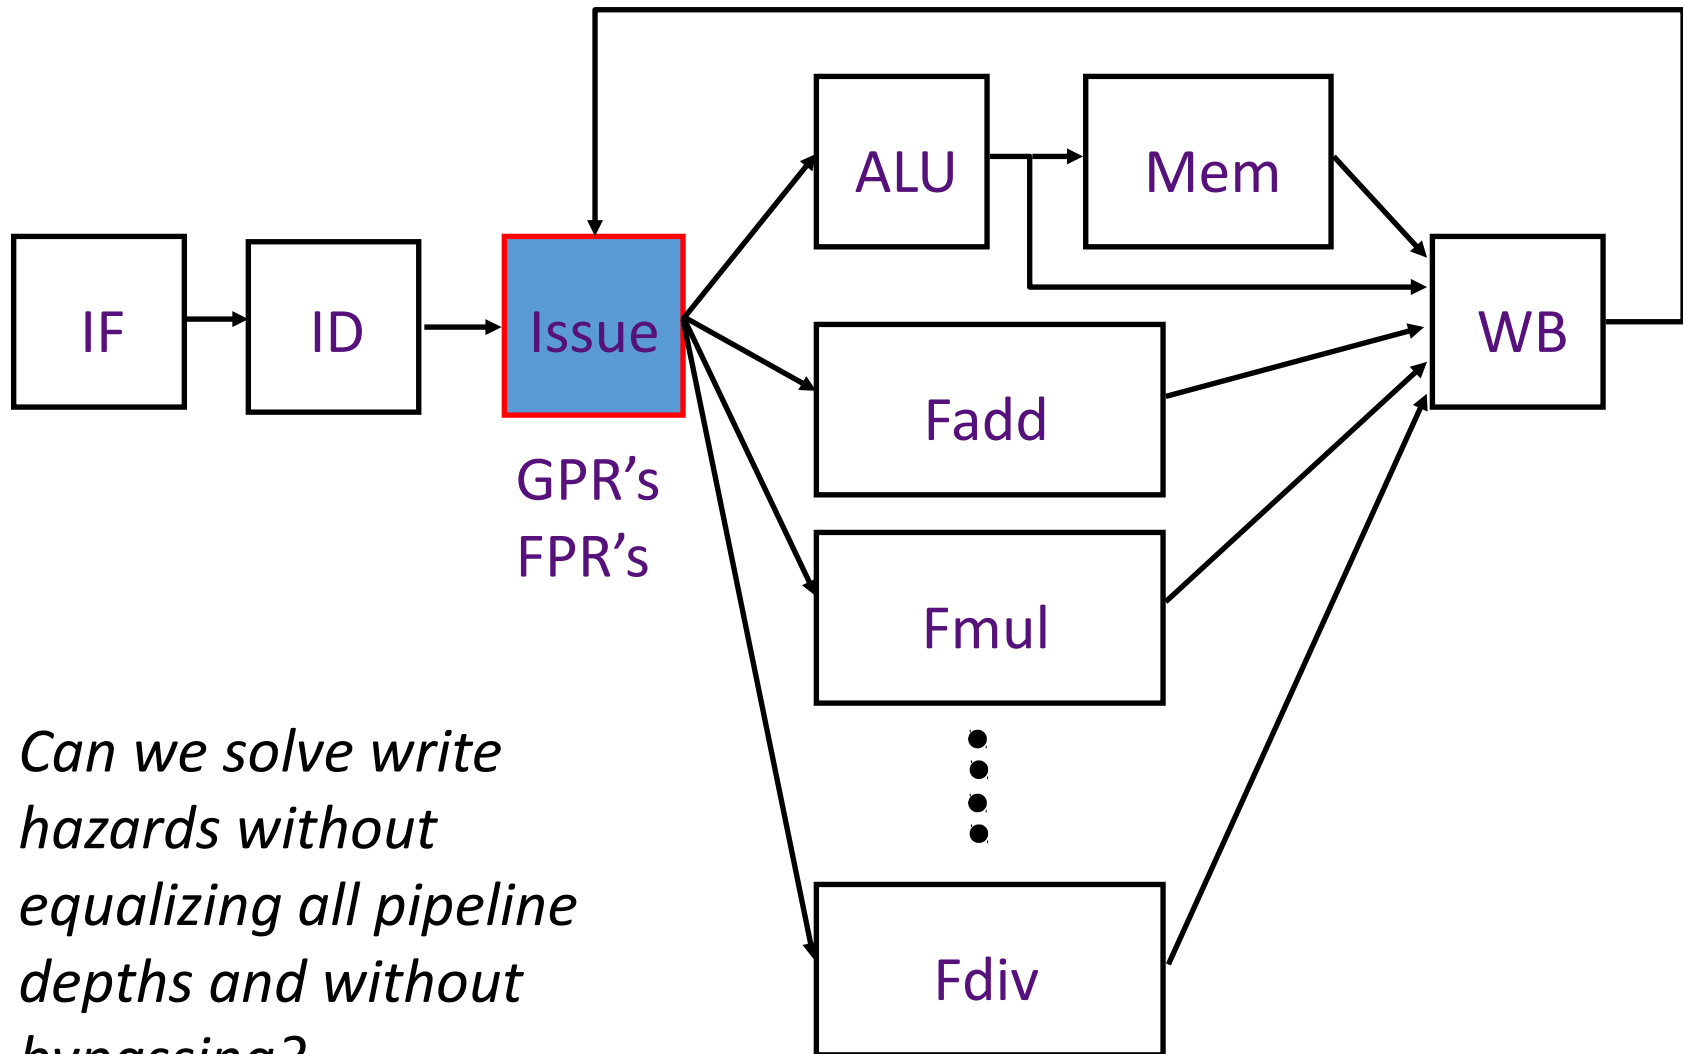 IF
ID
Issue
GPR’s
FPR’s
ALU
Mem
Fadd
Fmul
Fdiv
WB
Can we solve write
hazards without
equalizing all pipeline
depths and without
bypassing?